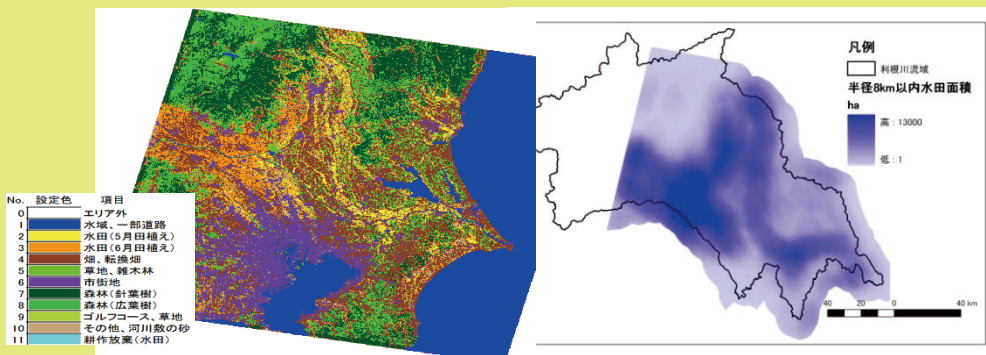 No. 設定色 項目
0 エリア外
1 水域、一部道路
2 水田(5月田植え)
3 水田(6月田植え)
4 畑、転換畑
5 草地、雑木林
6 市街地
7 森林(針葉樹)
8 森林(広葉樹)
9 ゴルフコース、草地
10 その他、河川敷の砂
11 耕作放棄(水田)
凡例
利根川流域
半径8km以内水田面積
ha
高 : 13000
低 : 1
40 20 0 40 km